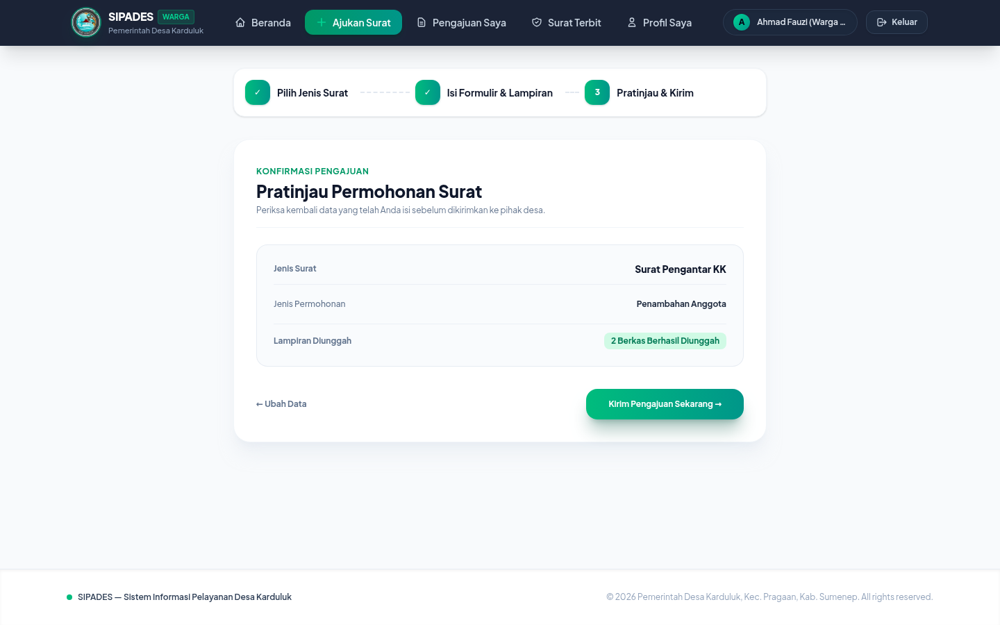 SIPADES WARGA
Pemerintah Desa Karduluk
Beranda
Ajukan Surat
Pengajuan Saya
Surat Terbit
Profil Saya
A Ahmad Fauzi (Warga ...
Keluar
✓ Pilih Jenis Surat
✓ Isi Formulir & Lampiran
3 Pratinjau & Kirim
KONFIRMASI PENGAJUAN
Pratinjau Permohonan Surat
Periksa kembali data yang telah Anda isi sebelum dikirimkan ke pihak desa.
Jenis Surat Surat Pengantar KK
Jenis Permohonan Penambahan Anggota
Lampiran Diunggah 2 Berkas Berhasil Diunggah
← Ubah Data
Kirim Pengajuan Sekarang →
SIPADES — Sistem Informasi Pelayanan Desa Karduluk
© 2026 Pemerintah Desa Karduluk, Kec. Pragaan, Kab. Sumenep. All rights reserved.